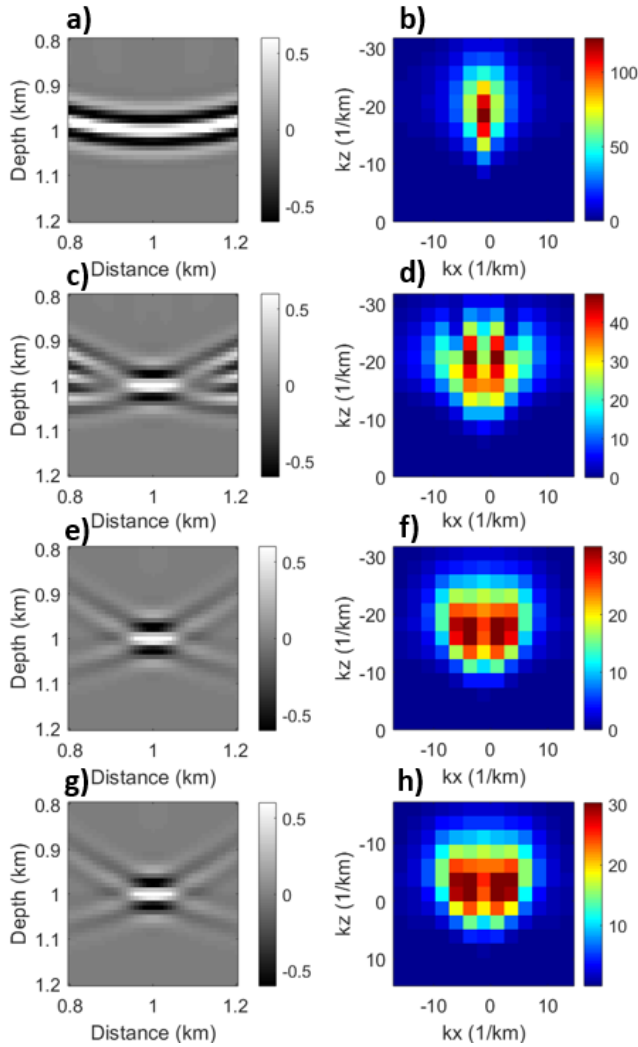 a)
0.8
0.9
1
1.1
1.2
Depth (km)
0.8 1 1.2
Distance (km)
0.5
0
-0.5
b)
-30
-20
-10
0
kz (1/km)
-10 0 10
kx (1/km)
100
50
0
c)
0.8
0.9
1
1.1
1.2
Depth (km)
0.8 1 1.2
Distance (km)
0.5
0
-0.5
d)
-30
-20
-10
0
kz (1/km)
-10 0 10
kx (1/km)
40
30
20
10
0
e)
0.8
0.9
1
1.1
1.2
Depth (km)
0.8 1 1.2
Distance (km)
0.5
0
-0.5
f)
-30
-20
-10
0
kz (1/km)
-10 0 10
kx (1/km)
30
20
10
0
g)
0.8
0.9
1
1.1
1.2
Depth (km)
0.8 1 1.2
Distance (km)
0.5
0
-0.5
h)
-10
0
10
kz (1/km)
-10 0 10
kx (1/km)
30
20
10
0